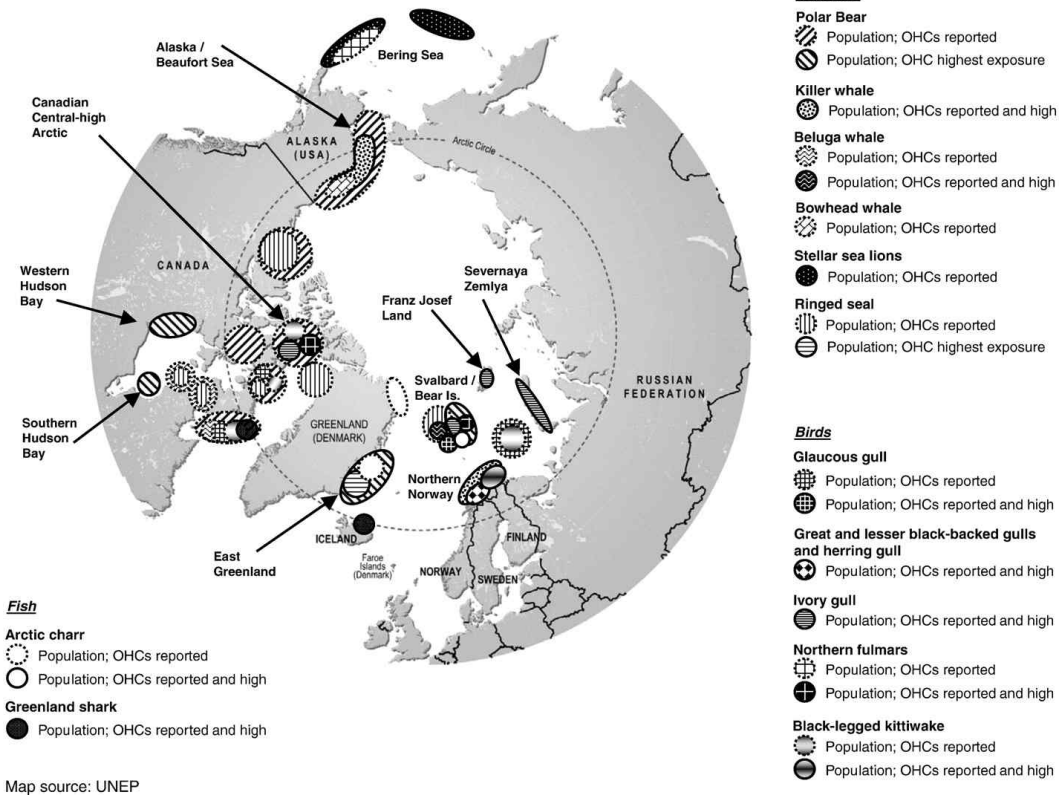 Alaska /
Beaufort Sea
Bering Sea
Canadian
Central-high
Arctic
ALASKA
(USA)
Arctic Circle
CANADA
Western
Hudson
Bay
Severnaya
Zemlya
Franz Josef
Land
Svalbard /
Bear Is.
RUSSIAN
FEDERATION
GREENLAND
(DENMARK)
Southern
Hudson
Bay
Northern
Norway
East
Greenland
ICELAND
Faroe
Islands
(Denmark)
NORWAY
SWEDEN
FINLAND
Polar Bear
Population; OHCs reported
Population; OHC highest exposure
Killer whale
Population; OHCs reported and high
Beluga whale
Population; OHCs reported
Population; OHCs reported and high
Bowhead whale
Population; OHCs reported
Stellar sea lions
Population; OHCs reported
Ringed seal
Population; OHCs reported
Population; OHC highest exposure
Birds
Glaucous gull
Population; OHCs reported
Population; OHCs reported and high
Great and lesser black-backed gulls
and herring gull
Population; OHCs reported and high
Ivory gull
Population; OHCs reported and high
Northern fulmars
Population; OHCs reported
Population; OHCs reported and high
Black-legged kittiwake
Population; OHCs reported
Population; OHCs reported and high
Fish
Arctic charr
Population; OHCs reported
Population; OHCs reported and high
Greenland shark
Population; OHCs reported and high
Map source: UNEP